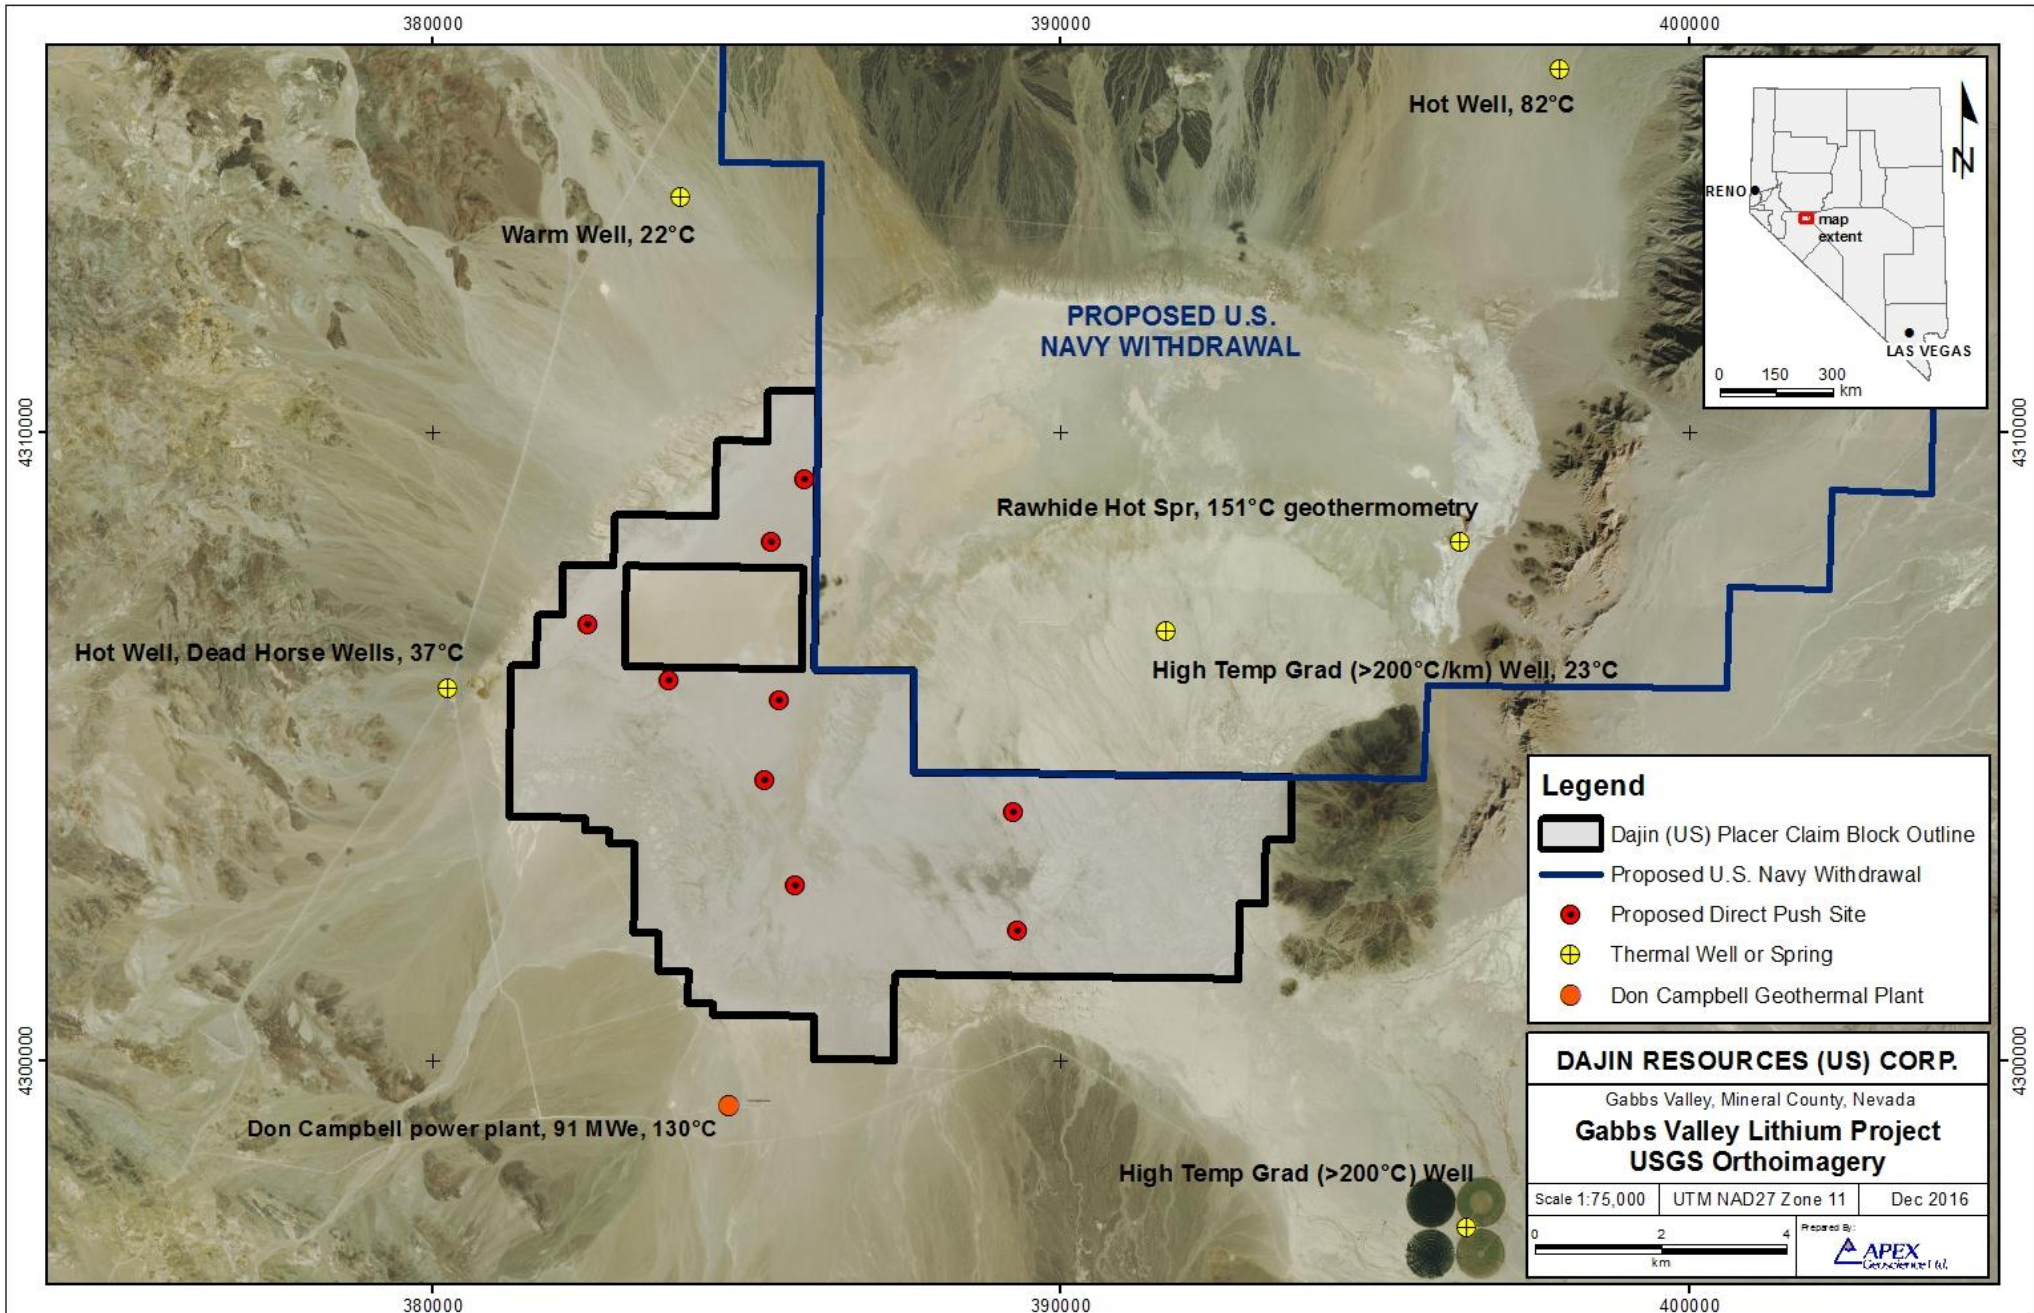 380000
390000
400000
Hot Well, 82°C
Warm Well, 22°C
PROPOSED U.S.
NAVY WITHDRAWAL
N
RENO
map
extent
LAS VEGAS
0 150 300
km
4310000
4310000
Rawhide Hot Spr, 151°C geothermometry
Hot Well, Dead Horse Wells, 37°C
High Temp Grad (>200°C/km) Well, 23°C
Legend
Dajin (US) Placer Claim Block Outline
Proposed U.S. Navy Withdrawal
Proposed Direct Push Site
Thermal Well or Spring
Don Campbell Geothermal Plant
4300000
4300000
Don Campbell power plant, 91 MWe, 130°C
High Temp Grad (>200°C) Well
DAJIN RESOURCES (US) CORP.
Gabbs Valley, Mineral County, Nevada
Gabbs Valley Lithium Project
USGS Orthoimagery
Scale 1:75,000 UTM NAD27 Zone 11 Dec 2016
0 2 4
km
Prepared By:
APEX
Geoscience Ltd.
380000
390000
400000